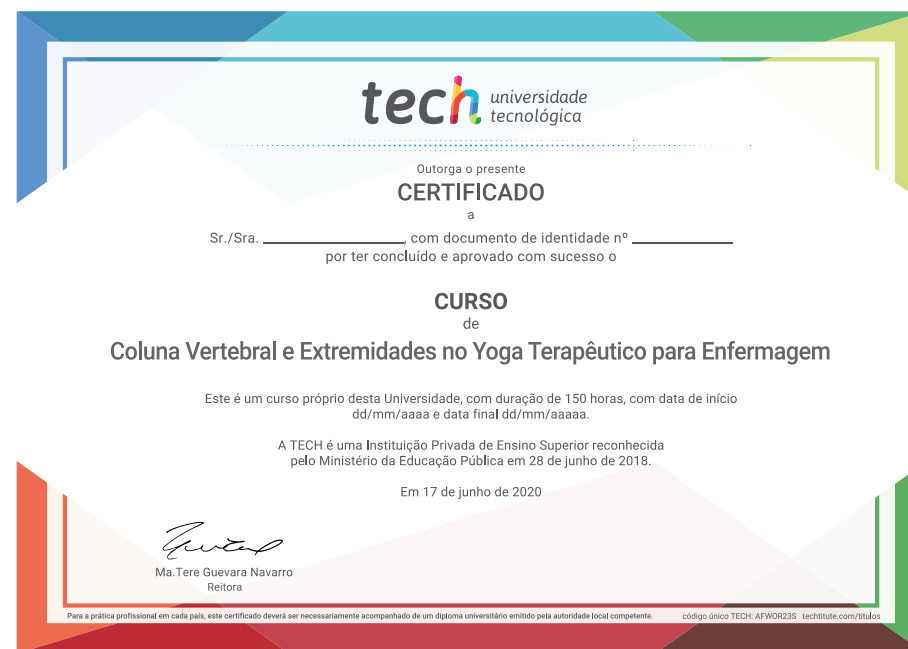 tech universidade
tecnológica
Outorga o presente
CERTIFICADO
a
Sr./Sra. ____________________, com documento de identidade nº ______________
por ter concluído e aprovado com sucesso o
CURSO
de
Coluna Vertebral e Extremidades no Yoga Terapêutico para Enfermagem
Este é um curso próprio desta Universidade, com duração de 150 horas, com data de início
dd/mm/aaaa e data final dd/mm/aaaaa.
A TECH é uma Instituição Privada de Ensino Superior reconhecida
pelo Ministério da Educação Pública em 28 de junho de 2018.
Em 17 de junho de 2020
Ma.Tere Guevara Navarro
Reitora
Para a prática profissional em cada país, este certificado deverá ser necessariamente acompanhado de um diploma universitário emitido pela autoridade local competente. código único TECH: AFWOR23S techtitute.com/titulos